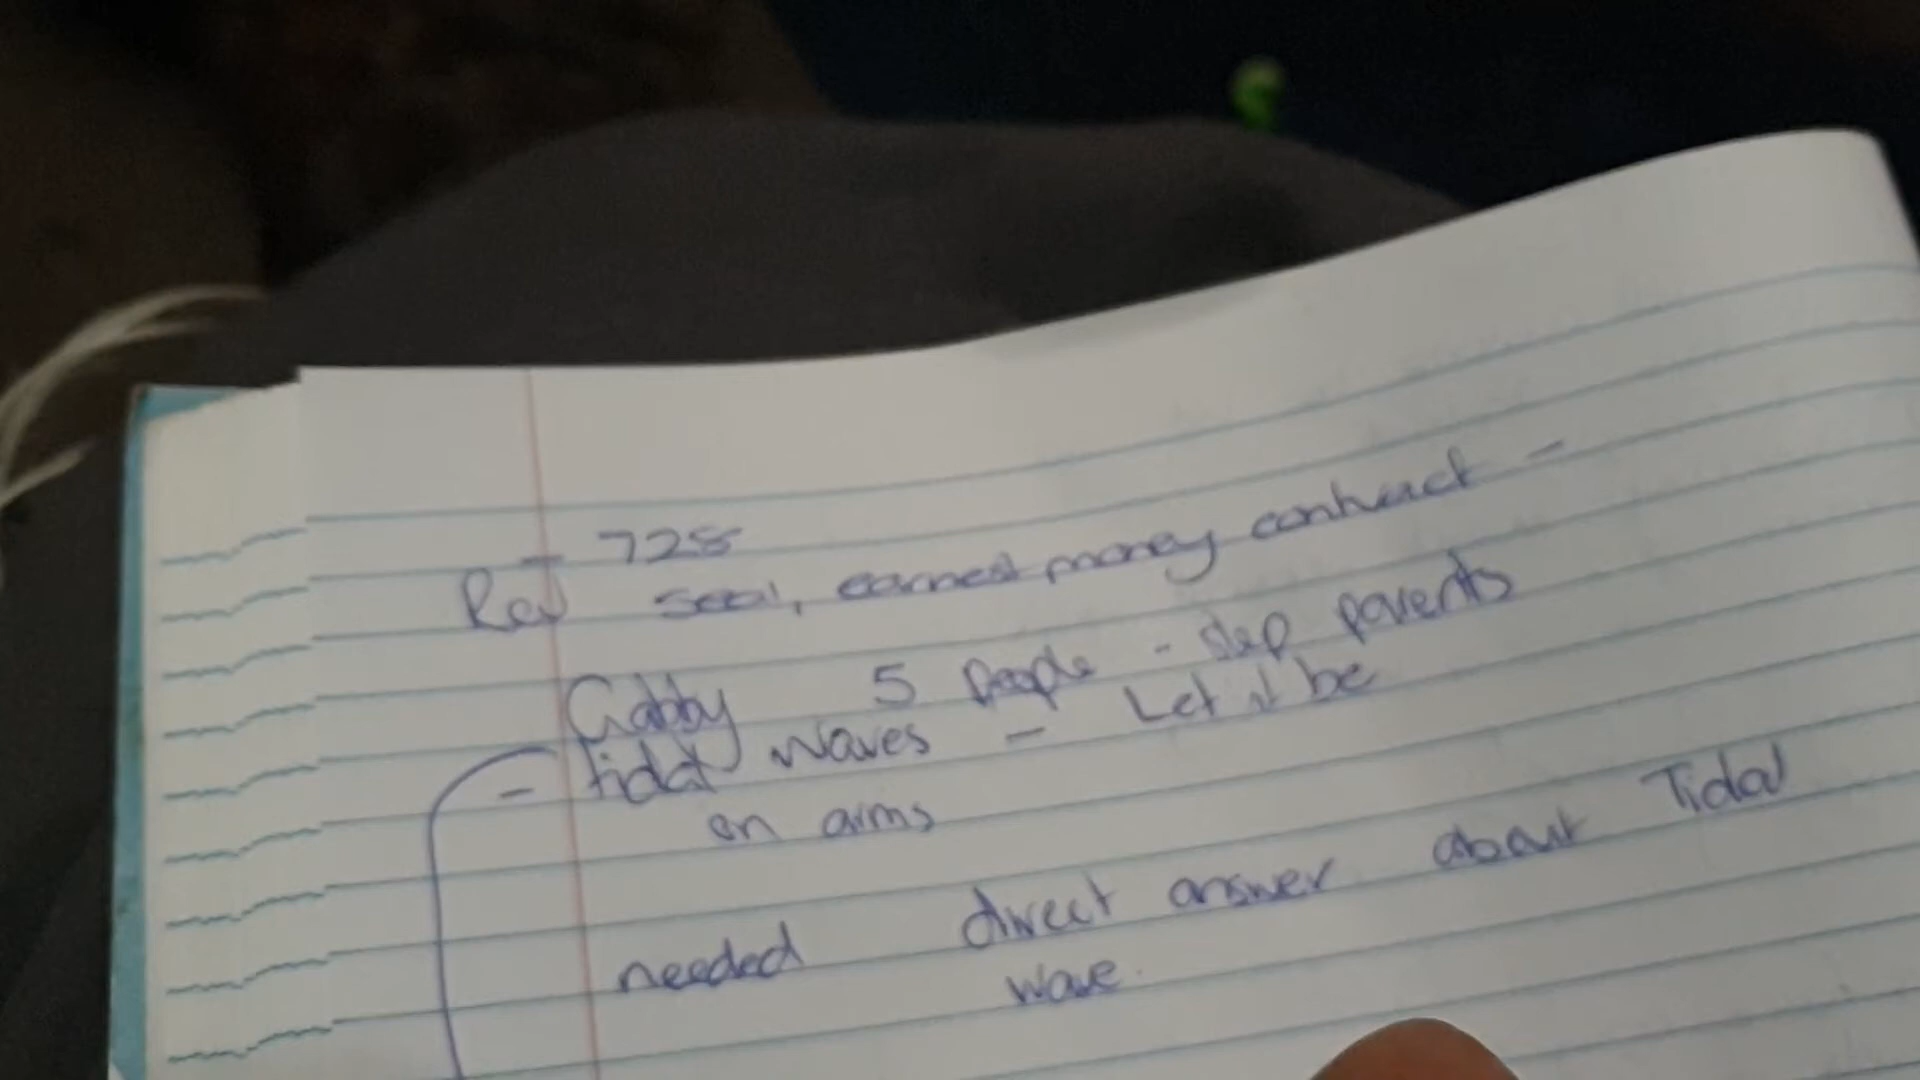 - 728
Rev seal, earnest money contract -
Gabby 5 people - step parents
- tidal waves - Let it be
on arms
needed direct answer about Tidal
wave.